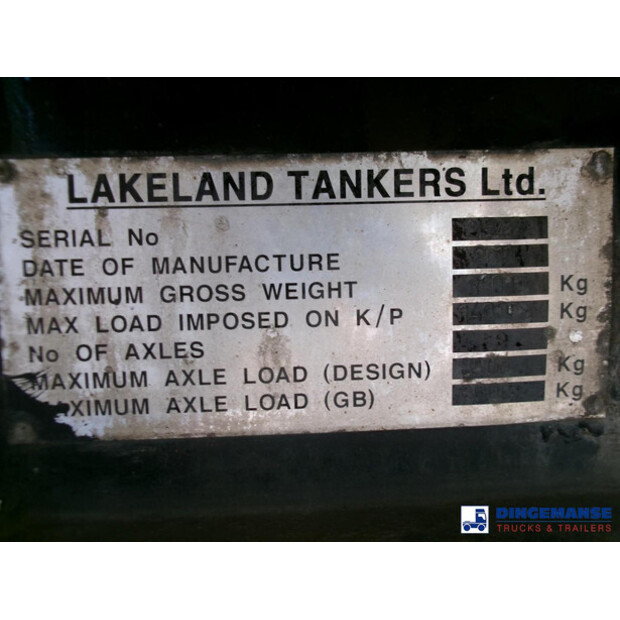 LAKELAND TANKERS Ltd.
SERIAL No
DATE OF MANUFACTURE
MAXIMUM GROSS WEIGHT Kg
MAX LOAD IMPOSED ON K/P Kg
No OF AXLES
MAXIMUM AXLE LOAD (DESIGN) Kg
XIMUM AXLE LOAD (GB) Kg
DINGEMANSE
TRUCKS & TRAILERS